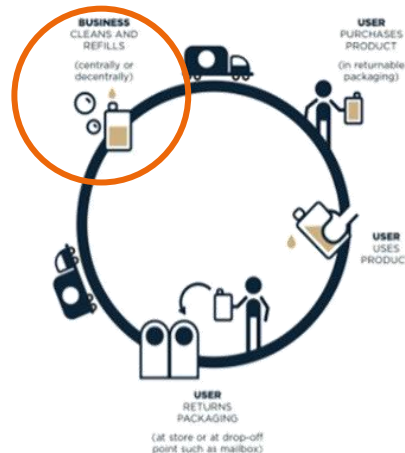 BUSINESS
CLEANS AND
REFILLS
(centrally or
decentrally)
USER
PURCHASES
PRODUCT
(in returnable
packaging)
USER
USES
PRODUC
USER
RETURNS
PACKAGING
(at store or at drop-off
point such as mailbox)